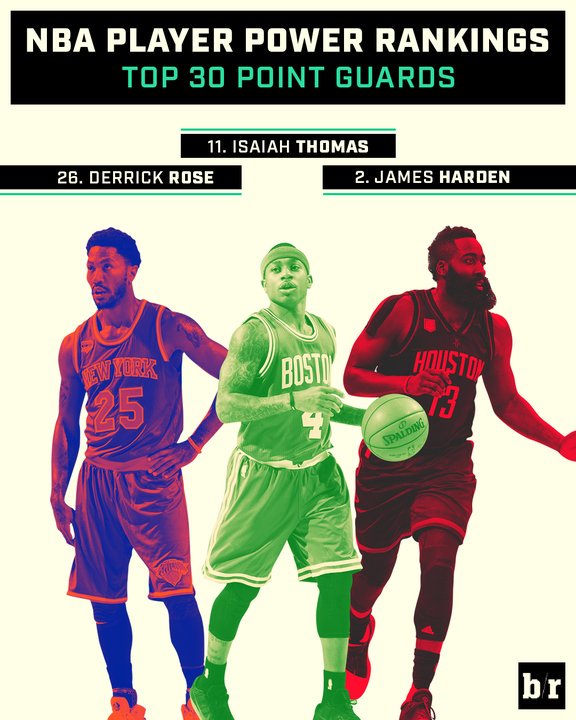 NBA PLAYER POWER RANKINGS
TOP 30 POINT GUARDS
11. ISAIAH THOMAS
26. DERRICK ROSE
2. JAMES HARDEN
NEW YORK
25
BOSTON
4
HOUSTON
13
SPALDING
b/r